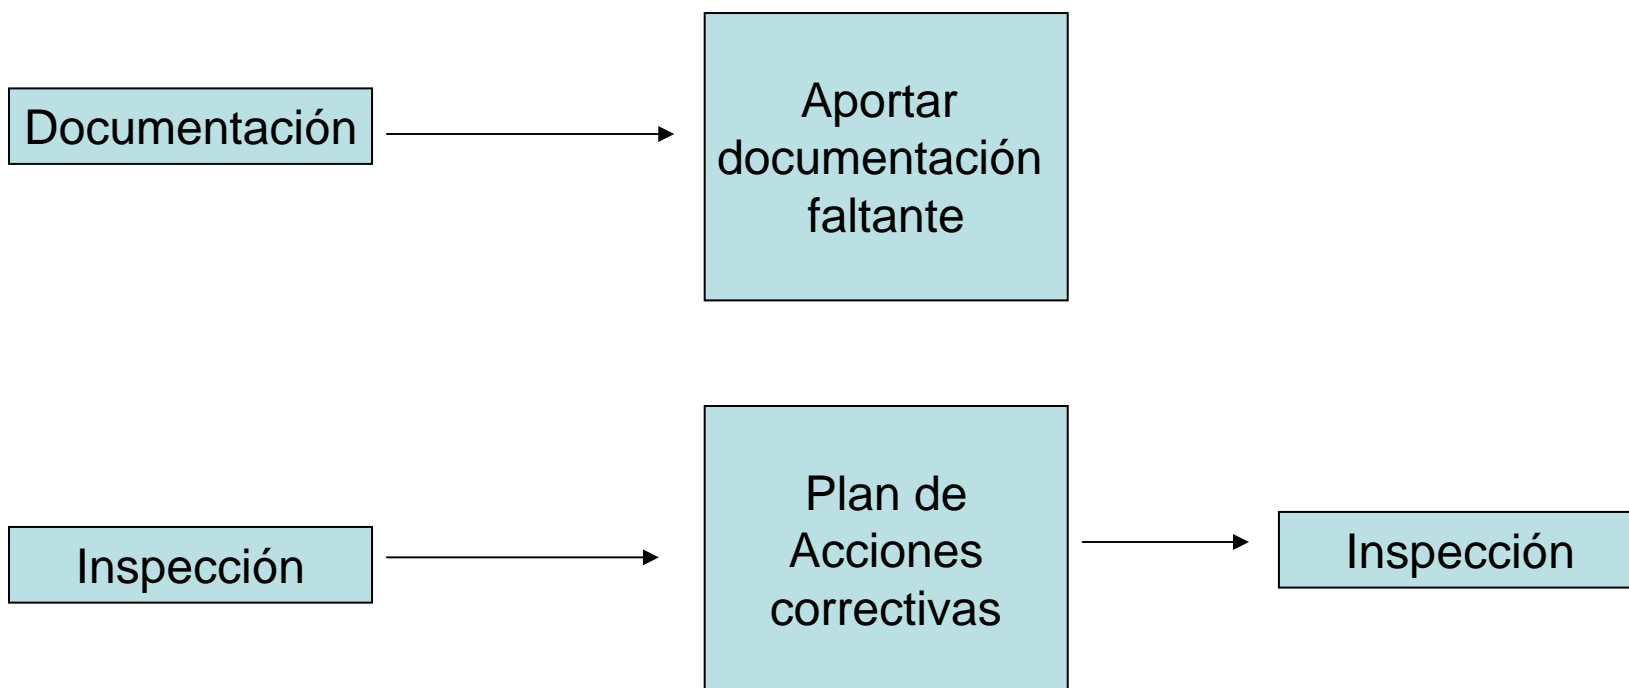 Documentación
Aportar
documentación
faltante
Inspección
Plan de
Acciones
correctivas
Inspección